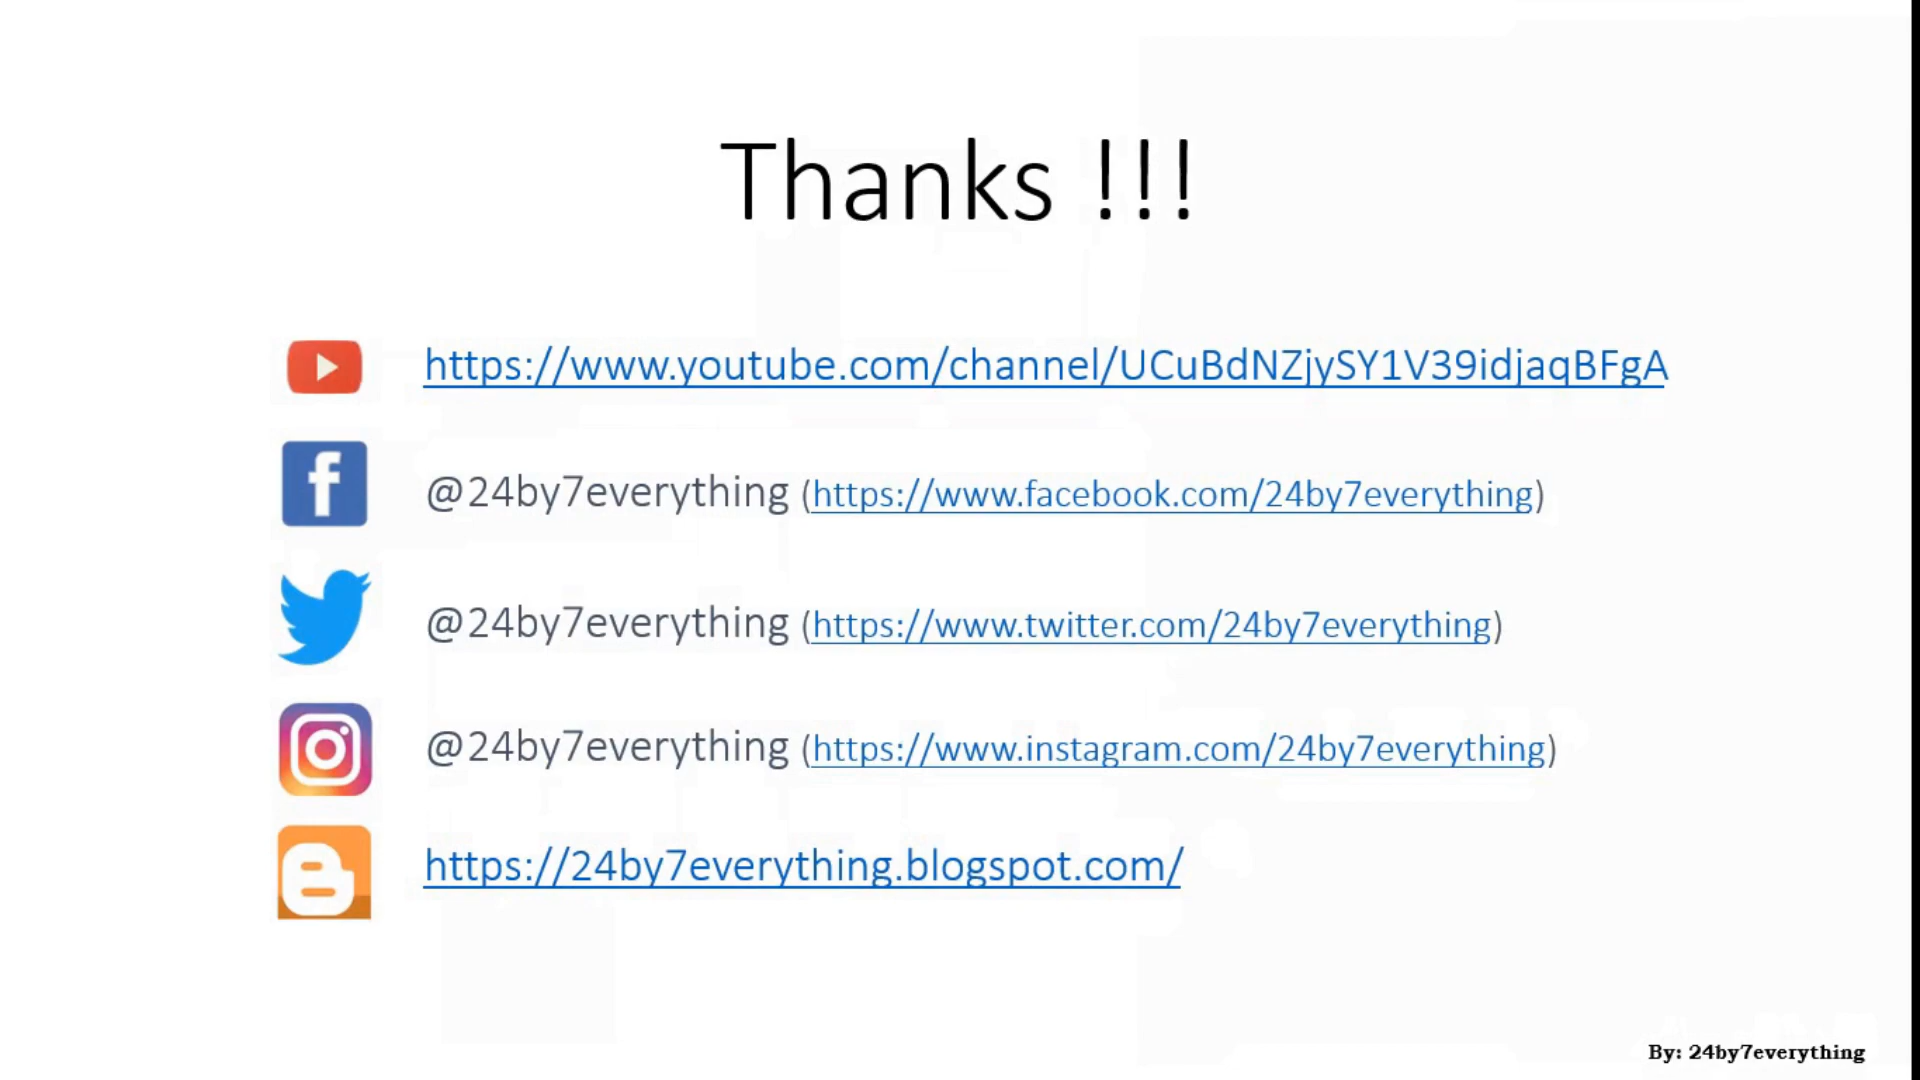 Thanks !!!
https://www.youtube.com/channel/UCuBdNZjySY1V39idjaqBFgA
@24by7everything (https://www.facebook.com/24by7everything)
@24by7everything (https://www.twitter.com/24by7everything)
@24by7everything (https://www.instagram.com/24by7everything)
https://24by7everything.blogspot.com/
By: 24by7everything